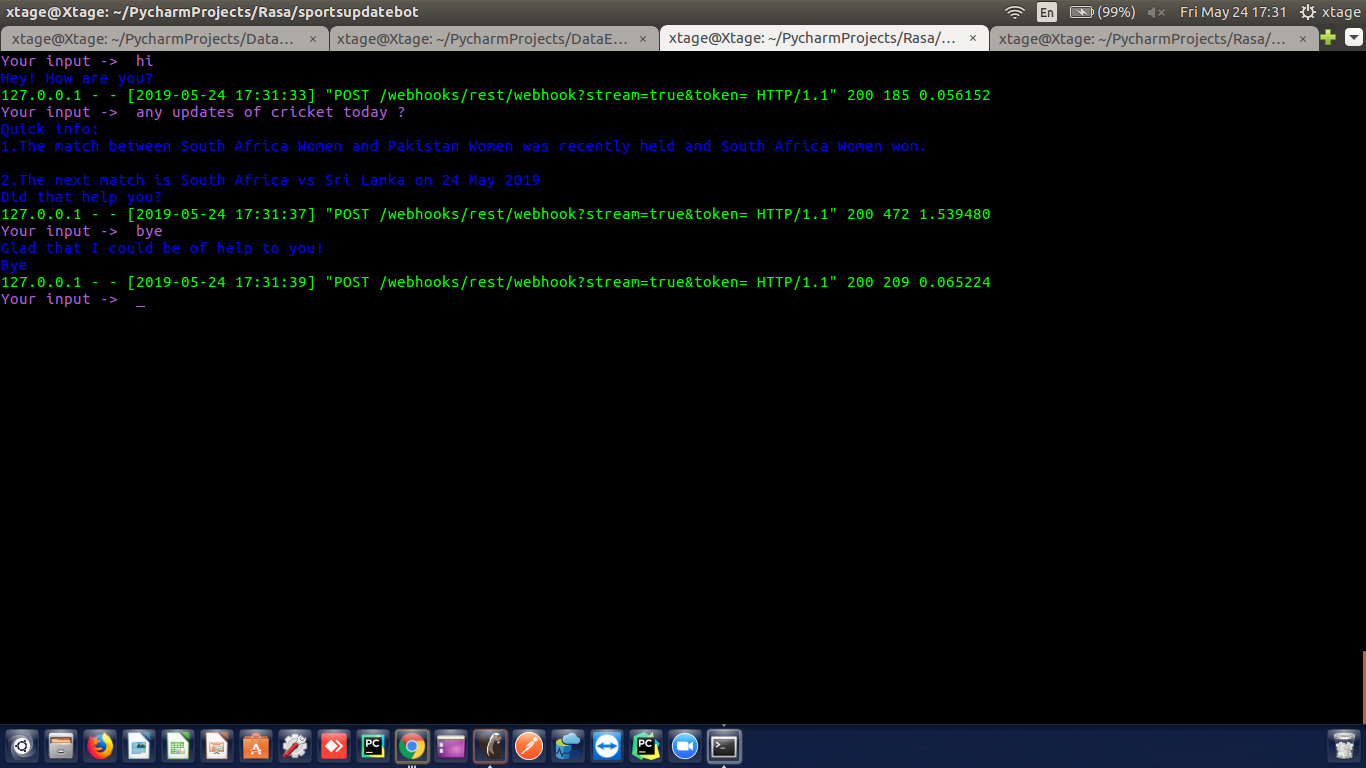 xtage@Xtage: ~/PycharmProjects/Rasa/sportsupdatebot
En
(99%)
Fri May 24 17:31
xtage
xtage@Xtage: ~/PycharmProjects/Data... ×
xtage@Xtage: ~/PycharmProjects/DataE... ×
xtage@Xtage: ~/PycharmProjects/Rasa/... ×
xtage@Xtage: ~/PycharmProjects/Rasa/... ×
Your input ->  hi
Hey! How are you?
127.0.0.1 - - [2019-05-24 17:31:33] "POST /webhooks/rest/webhook?stream=true&token= HTTP/1.1" 200 185 0.056152
Your input ->  any updates of cricket today ?
Quick info:
1.The match between South Africa Women and Pakistan Women was recently held and South Africa Women won.
2.The next match is South Africa vs Sri Lanka on 24 May 2019
Did that help you?
127.0.0.1 - - [2019-05-24 17:31:37] "POST /webhooks/rest/webhook?stream=true&token= HTTP/1.1" 200 472 1.539480
Your input ->  bye
Glad that I could be of help to you!
Bye
127.0.0.1 - - [2019-05-24 17:31:39] "POST /webhooks/rest/webhook?stream=true&token= HTTP/1.1" 200 209 0.065224
Your input ->  _
PC
PC